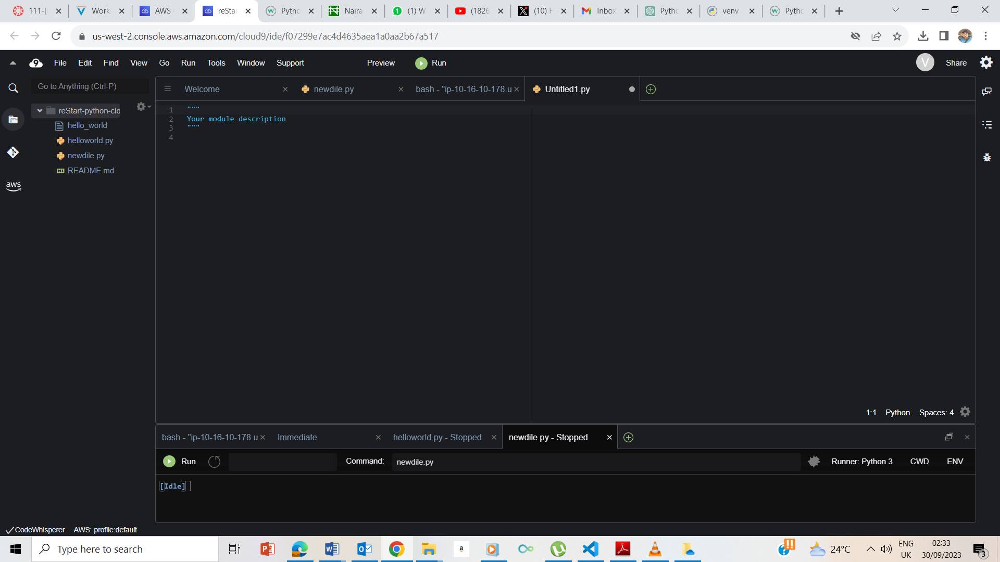 111-[
Work
AWS
reStar
Pytho
Naira
(1) W
(1826
(10) H
Inbox
Pytho
venv
Pytho
us-west-2.console.aws.amazon.com/cloud9/ide/f07299e7ac4d4635aea1a0aa2b67a517
9 File Edit Find View Go Run Tools Window Support Preview Run V Share
Go to Anything (Ctrl-P)
Welcome
newdile.py
bash - "ip-10-16-10-178.u
Untitled1.py
reStart-python-clo
hello_world
helloworld.py
newdile.py
README.md
aws
1 """
2 Your module description
3 """
4
1:1 Python Spaces: 4
bash - "ip-10-16-10-178.u
Immediate
helloworld.py - Stopped
newdile.py - Stopped
Run Command: newdile.py Runner: Python 3 CWD ENV
[Idle]
CodeWhisperer AWS: profile:default
Type here to search
24°C
ENG
UK
02:33
30/09/2023
3